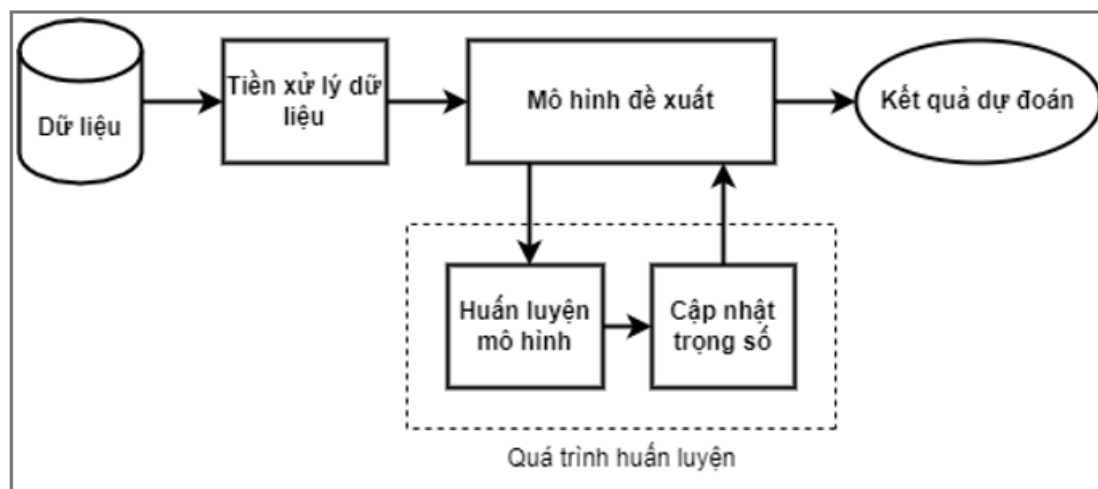 Dữ liệu
Tiền xử lý dữ
liệu
Mô hình đề xuất
Kết quả dự đoán
Huấn luyện
mô hình
Cập nhật
trọng số
Quá trình huấn luyện